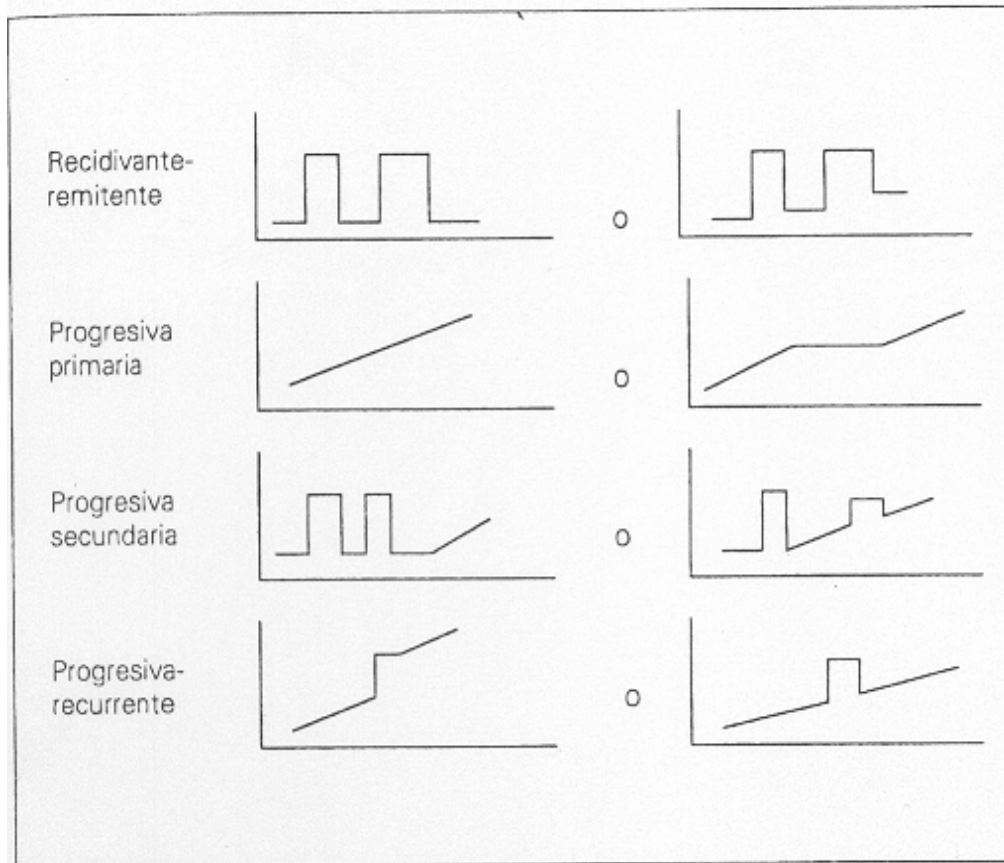 Recidivante-
remitente
o
Progresiva
primaria
o
Progresiva
secundaria
o
Progresiva-
recurrente
o